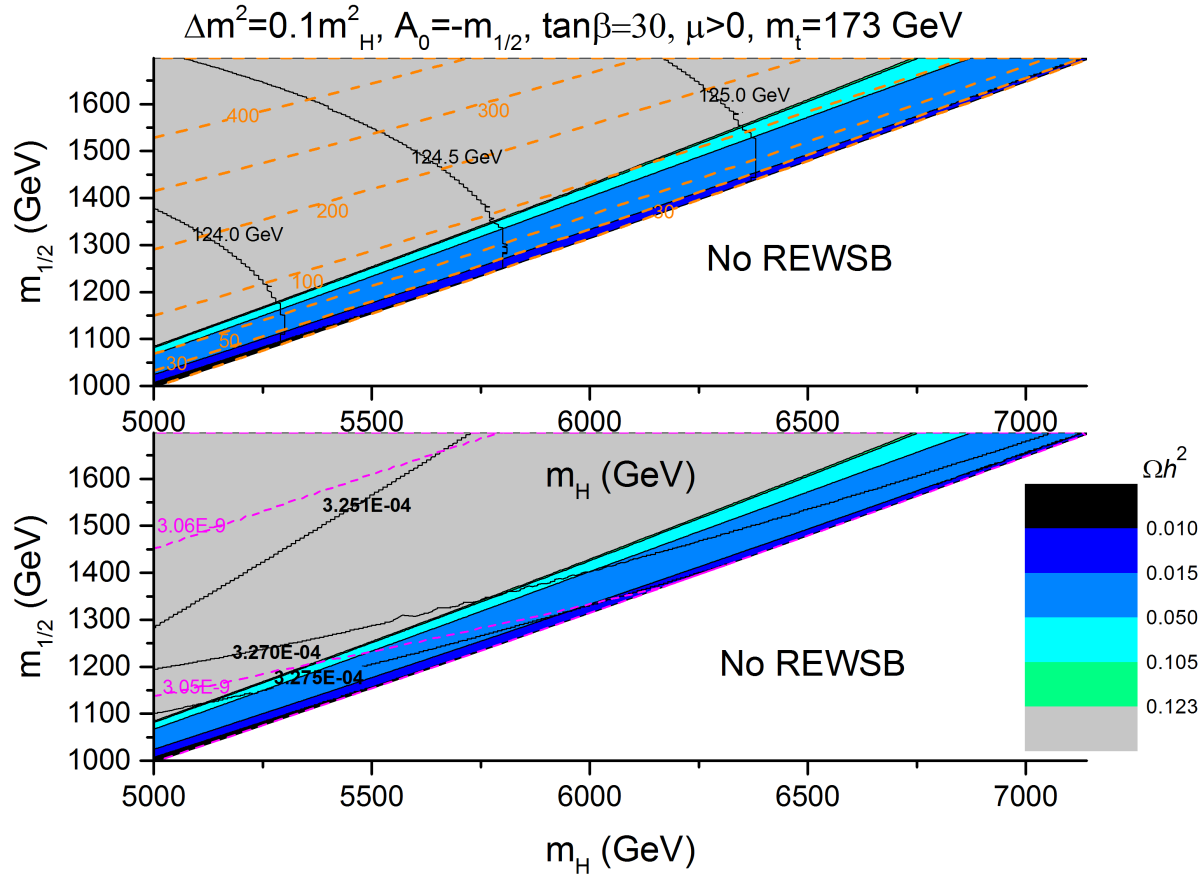 Δm²=0.1m²_H, A₀=-m₁/₂, tanβ=30, μ>0, m_t=173 GeV
1600
1500
1400
1300
1200
1100
1000
m₁/₂ (GeV)
400
300
125.0 GeV
124.5 GeV
200
30
124.0 GeV
100
50
30
No REWSB
5000
5500
6000
6500
7000
m_H (GeV)
1600
1500
1400
1300
1200
1100
1000
m₁/₂ (GeV)
3.251E-04
3.06E-9
3.270E-04
3.275E-04
3.05E-9
No REWSB
Ωh²
0.010
0.015
0.050
0.105
0.123
5000
5500
6000
6500
7000
m_H (GeV)